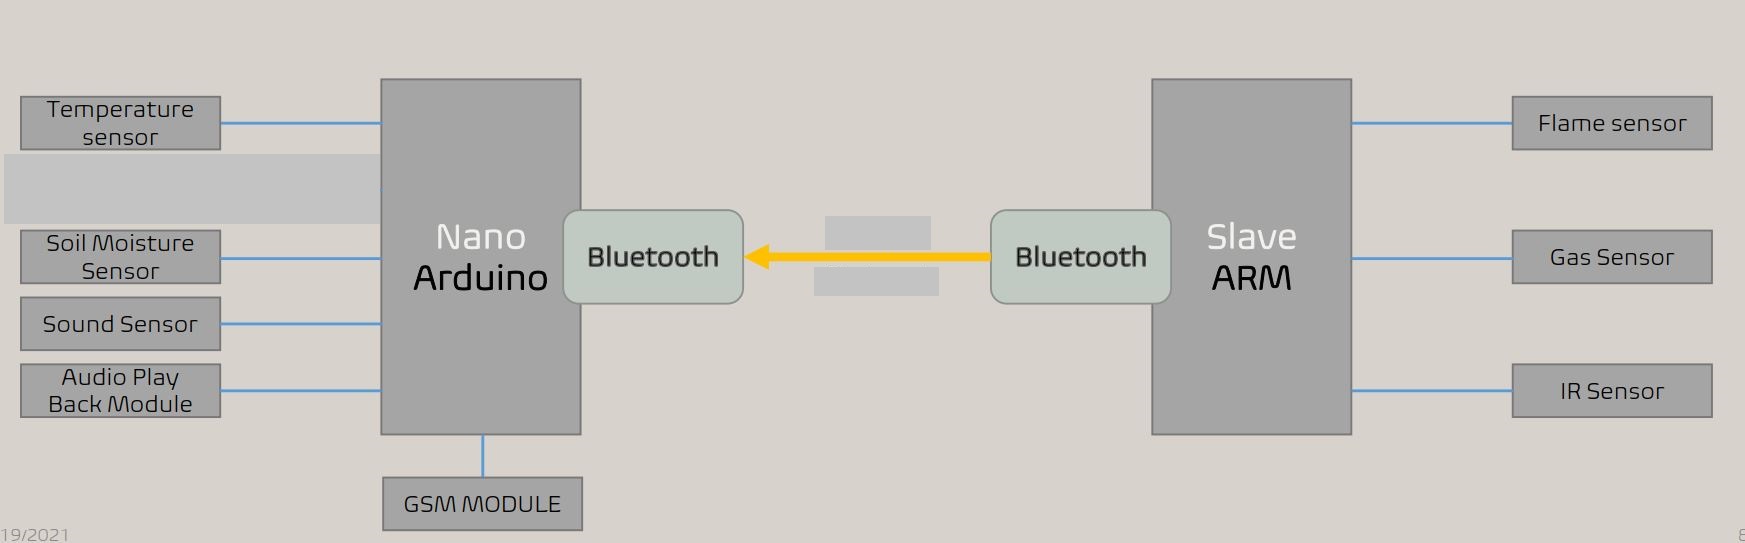 Temperature
sensor
Soil Moisture
Sensor
Sound Sensor
Audio Play
Back Module
Nano
Arduino
Bluetooth
GSM MODULE
Bluetooth
Slave
ARM
Flame sensor
Gas Sensor
IR Sensor
19/2021
8